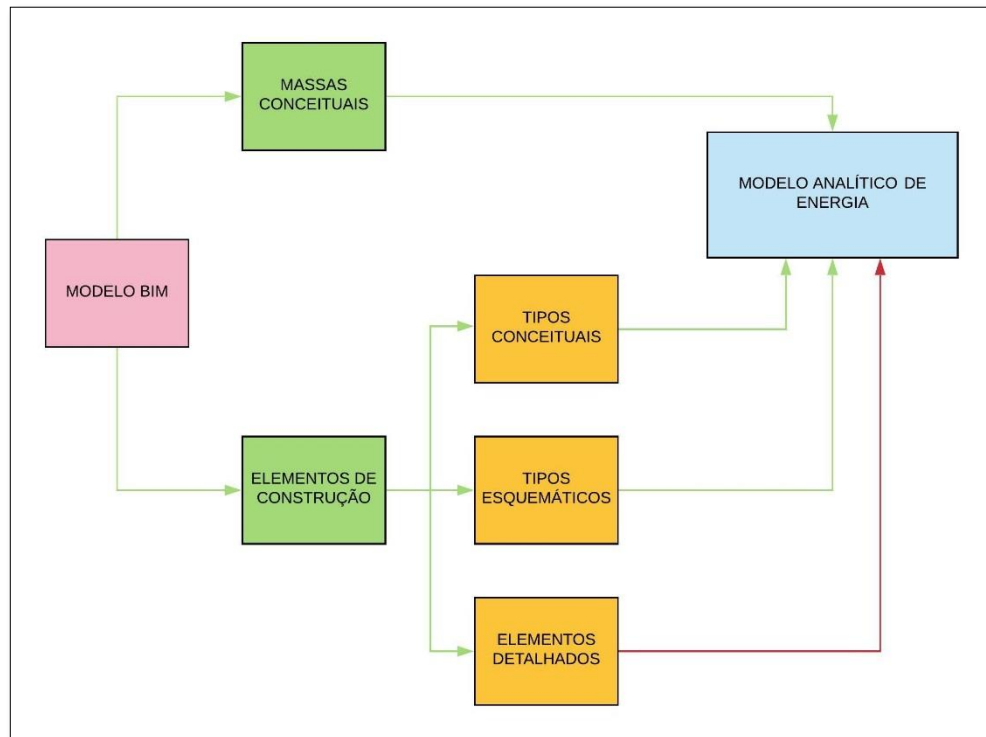 MASSAS
CONCEITUAIS
MODELO ANALÍTICO DE
ENERGIA
MODELO BIM
TIPOS
CONCEITUAIS
ELEMENTOS DE
CONSTRUÇÃO
TIPOS
ESQUEMÁTICOS
ELEMENTOS
DETALHADOS